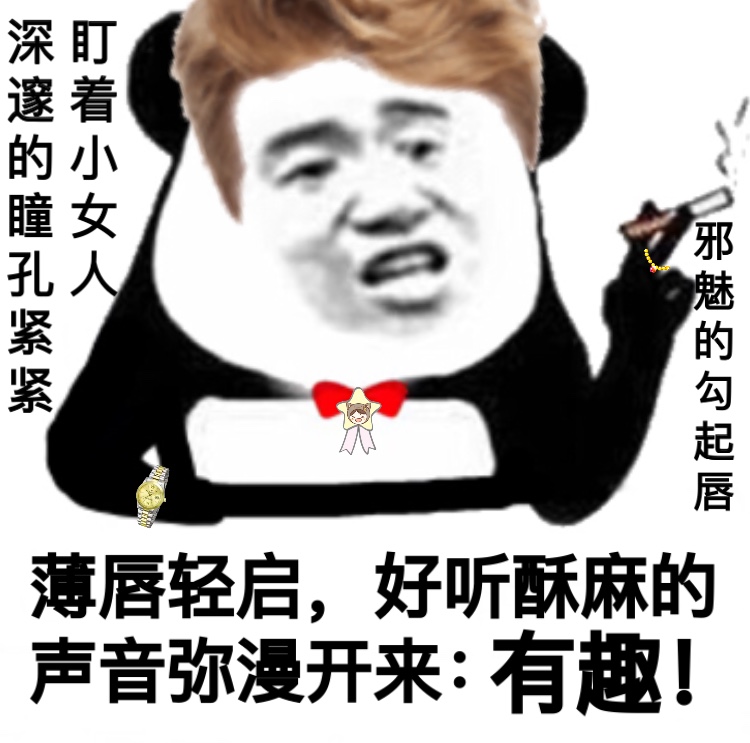 深邃的瞳孔紧紧
盯着小女人
邪魅的勾起唇
薄唇轻启，好听酥麻的
声音弥漫开来：有趣！